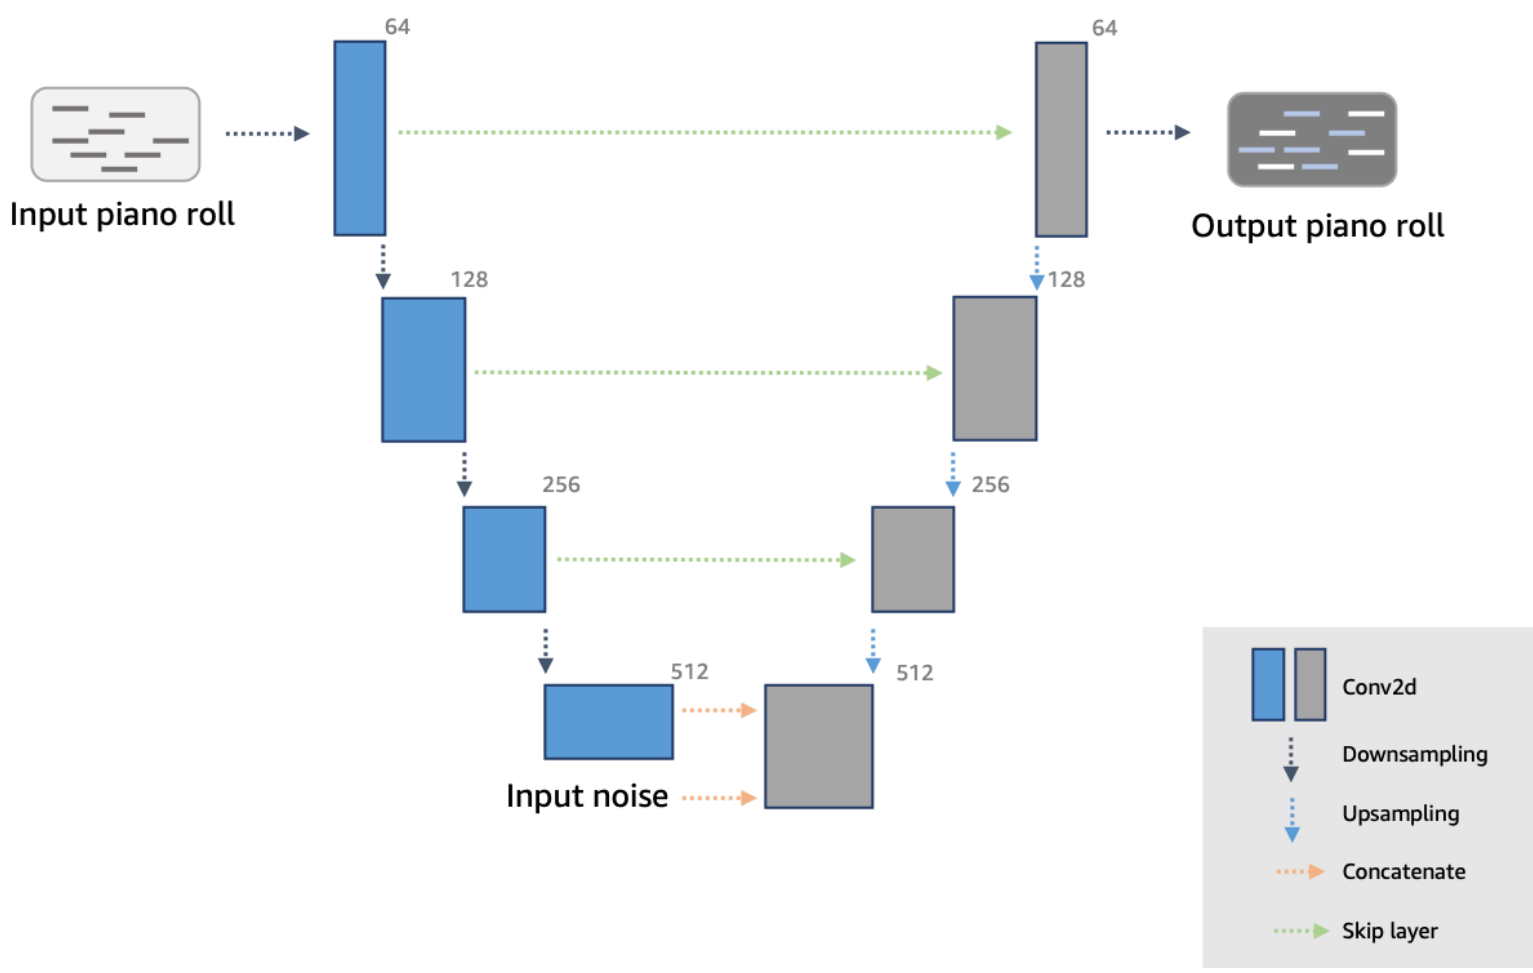 64
64
Input piano roll
Output piano roll
128
128
256
256
512
512
Input noise
Conv2d
Downsampling
Upsampling
Concatenate
Skip layer